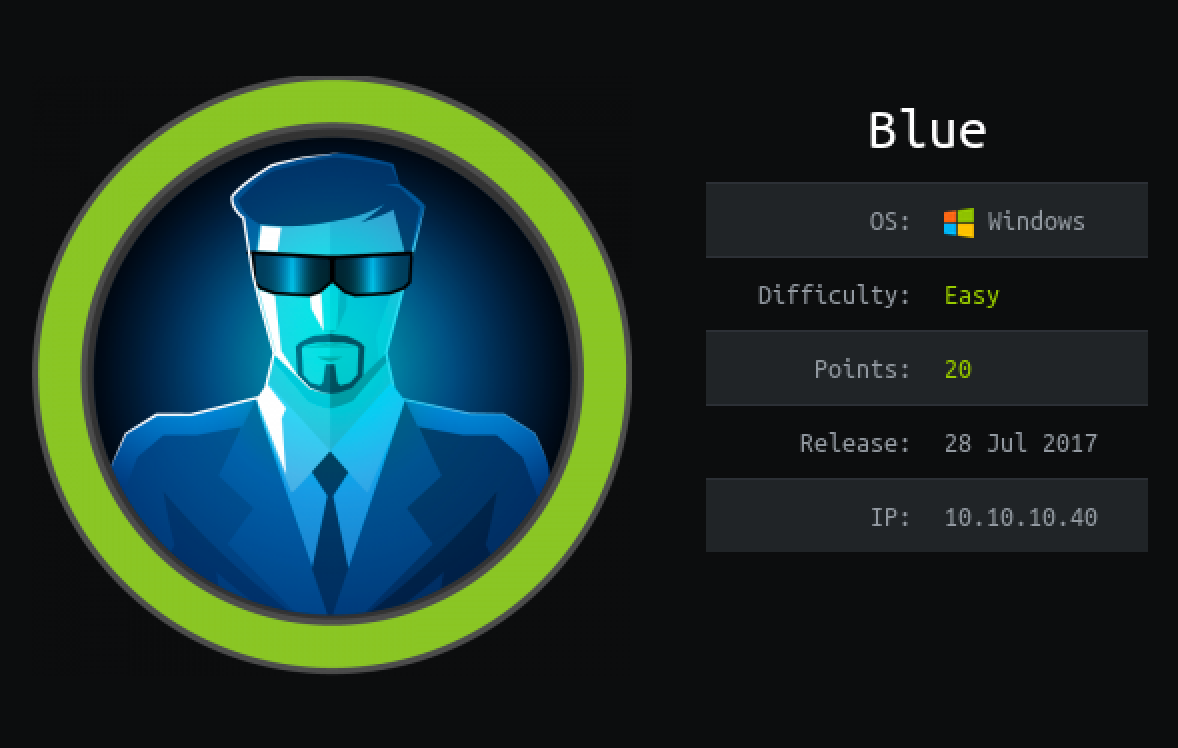 Blue
OS: Windows
Difficulty: Easy
Points: 20
Release: 28 Jul 2017
IP: 10.10.10.40